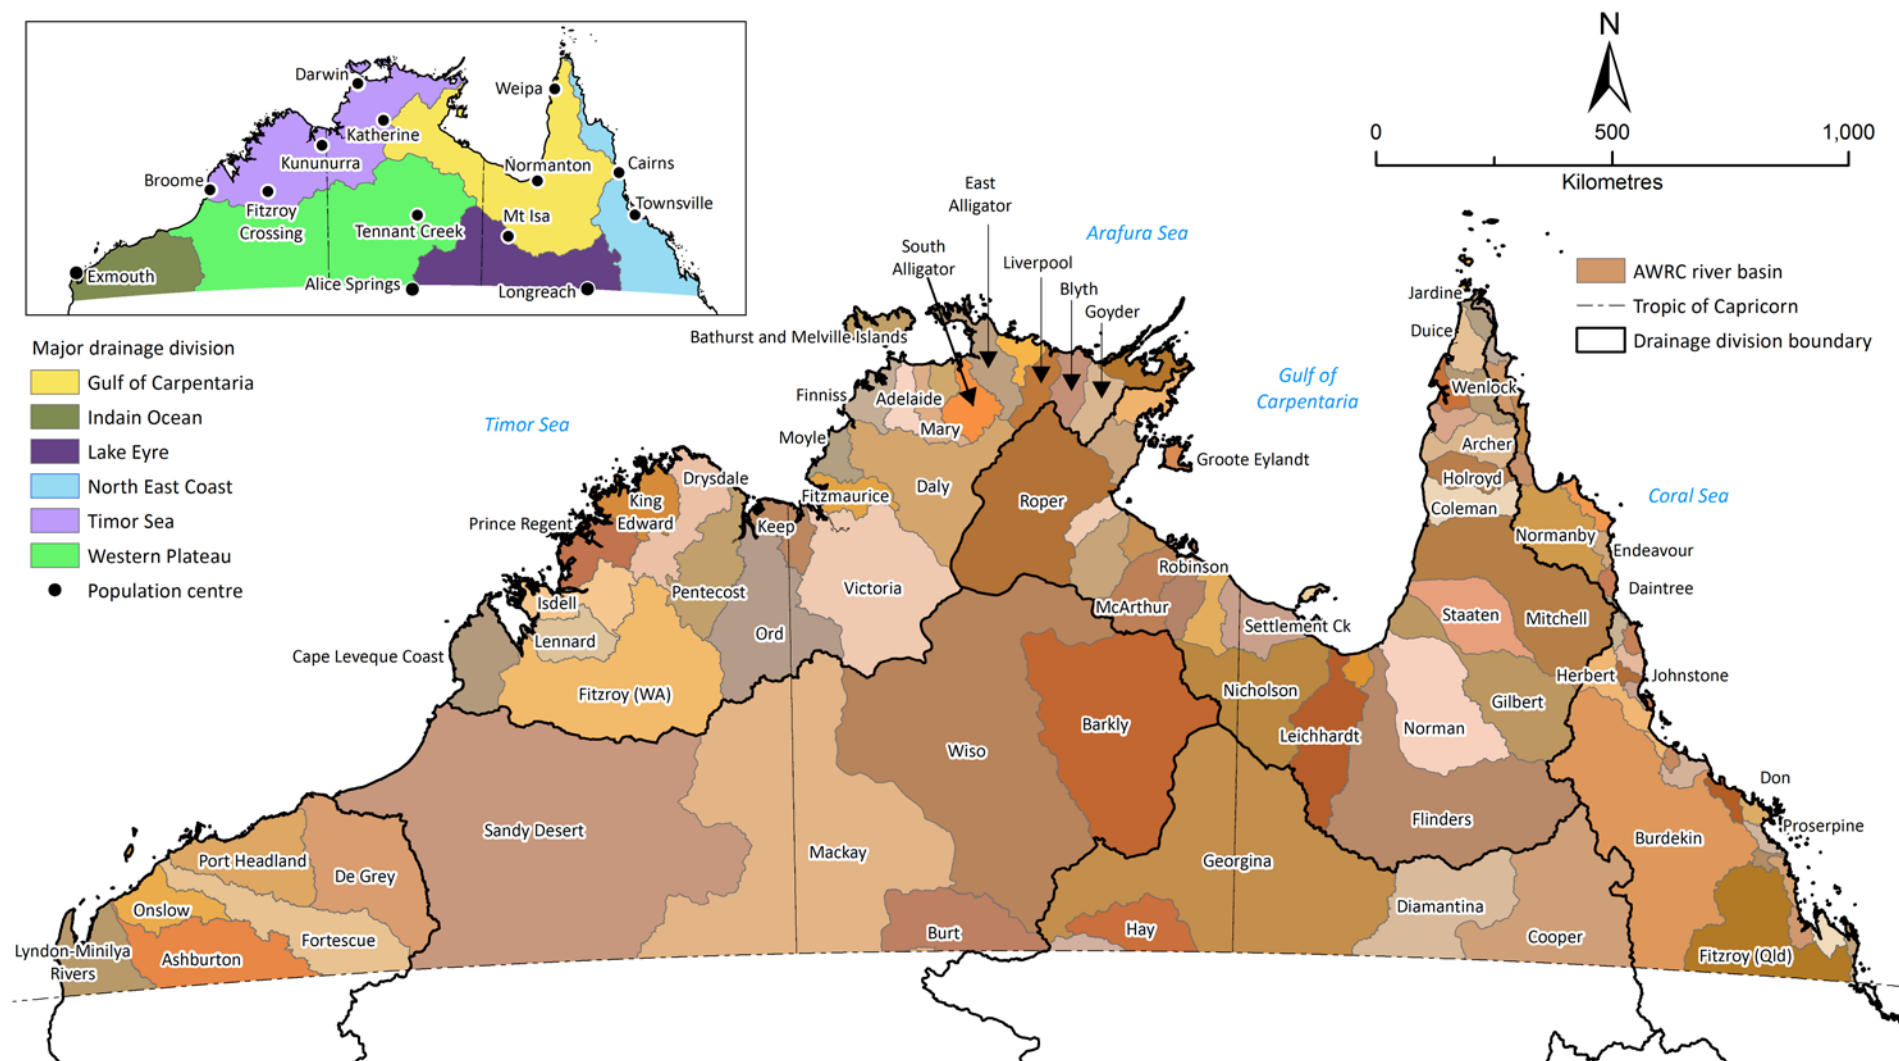 Darwin
Weipa
Katherine
Kununurra
Normanton
Cairns
Broome
Fitzroy
Crossing
Tennant Creek
Mt Isa
Townsville
Exmouth
Alice Springs
Longreach
Major drainage division
Gulf of Carpentaria
Indain Ocean
Lake Eyre
North East Coast
Timor Sea
Western Plateau
Population centre
N
0
500
1,000
Kilometres
AWRC river basin
Tropic of Capricorn
Drainage division boundary
Timor Sea
Arafura Sea
Gulf of
Carpentaria
Coral Sea
East
Alligator
South
Alligator
Liverpool
Blyth
Goyder
Bathurst and Melville Islands
Finniss
Adelaide
Mary
Moyle
Fitzmaurice
Daly
Roper
Groote Eylandt
Drysdale
King
Edward
Prince Regent
Keep
Isdell
Pentecost
Victoria
Lennard
Ord
Cape Leveque Coast
Fitzroy (WA)
Robinson
McArthur
Settlement Ck
Nicholson
Barkly
Leichhardt
Wiso
Jardine
Duice
Wenlock
Archer
Holroyd
Coleman
Normanby
Endeavour
Daintree
Staaten
Mitchell
Herbert
Johnstone
Gilbert
Norman
Flinders
Don
Proserpine
Burdekin
Sandy Desert
Mackay
Georgina
Port Headland
De Grey
Onslow
Fortescue
Lyndon-Minilya
Rivers
Ashburton
Burt
Hay
Diamantina
Cooper
Fitzroy (Qld)